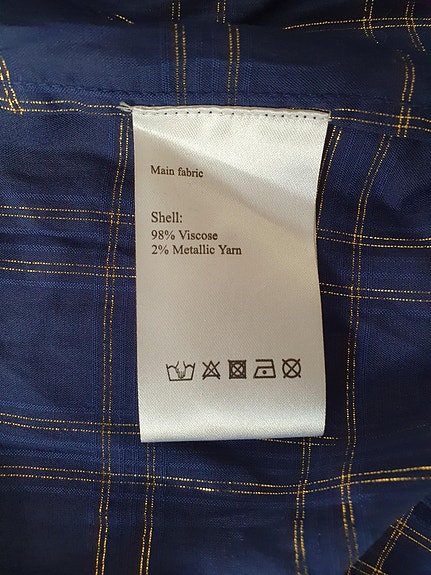 Main fabric
Shell:
98% Viscose
2% Metallic Yarn